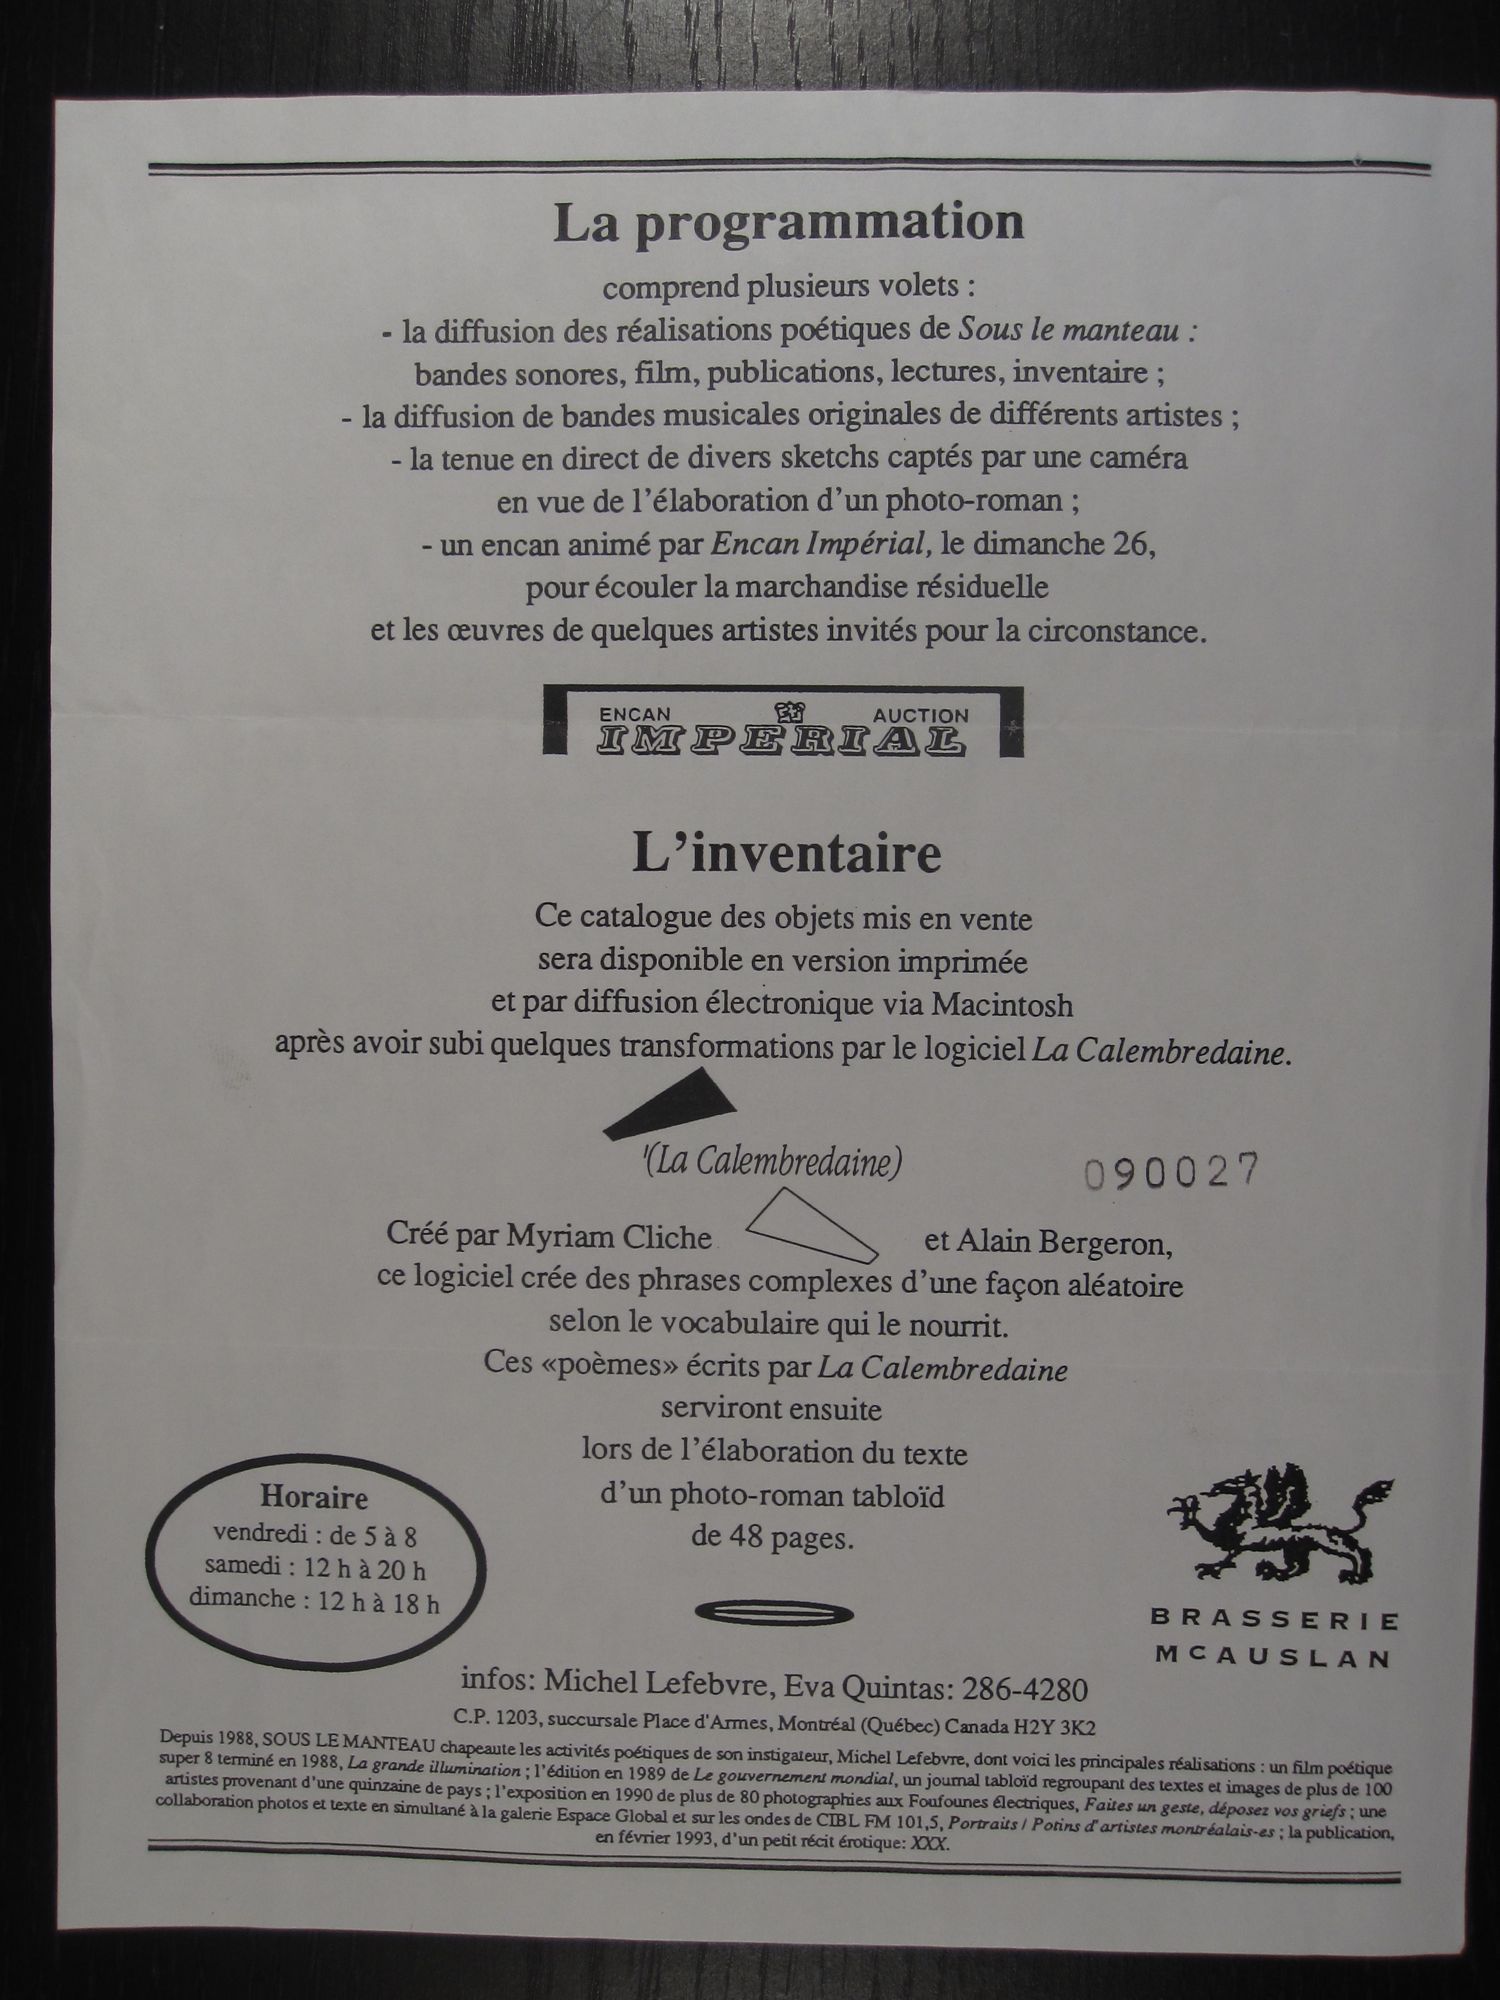 La programmation
comprend plusieurs volets :
- la diffusion des réalisations poétiques de Sous le manteau :
bandes sonores, film, publications, lectures, inventaire ;
- la diffusion de bandes musicales originales de différents artistes ;
- la tenue en direct de divers sketchs captés par une caméra
en vue de l'élaboration d'un photo-roman ;
- un encan animé par Encan Impérial, le dimanche 26,
pour écouler la marchandise résiduelle
et les œuvres de quelques artistes invités pour la circonstance.
ENCAN AUCTION
IMPERIAL
L'inventaire
Ce catalogue des objets mis en vente
sera disponible en version imprimée
et par diffusion électronique via Macintosh
après avoir subi quelques transformations par le logiciel La Calembredaine.
'(La Calembredaine)
090027
Créé par Myriam Cliche et Alain Bergeron,
ce logiciel crée des phrases complexes d'une façon aléatoire
selon le vocabulaire qui le nourrit.
Ces «poèmes» écrits par La Calembredaine
serviront ensuite
lors de l'élaboration du texte
d'un photo-roman tabloïd
de 48 pages.
Horaire
vendredi : de 5 à 8
samedi : 12 h à 20 h
dimanche : 12 h à 18 h
BRASSERIE
MCAUSLAN
infos: Michel Lefebvre, Eva Quintas: 286-4280
C.P. 1203, succursale Place d'Armes, Montréal (Québec) Canada H2Y 3K2
Depuis 1988, SOUS LE MANTEAU chapeaute les activités poétiques de son instigateur, Michel Lefebvre, dont voici les principales réalisations : un film poétique
super 8 terminé en 1988, La grande illumination ; l'édition en 1989 de Le gouvernement mondial, un journal tabloïd regroupant des textes et images de plus de 100
artistes provenant d'une quinzaine de pays ; l'exposition en 1990 de plus de 80 photographies aux Foufounes électriques, Faites un geste, déposez vos griefs ; une
collaboration photos et texte en simultané à la galerie Espace Global et sur les ondes de CIBL FM 101,5, Portraits / Potins d'artistes montréalais-es ; la publication,
en février 1993, d'un petit récit érotique: XXX.